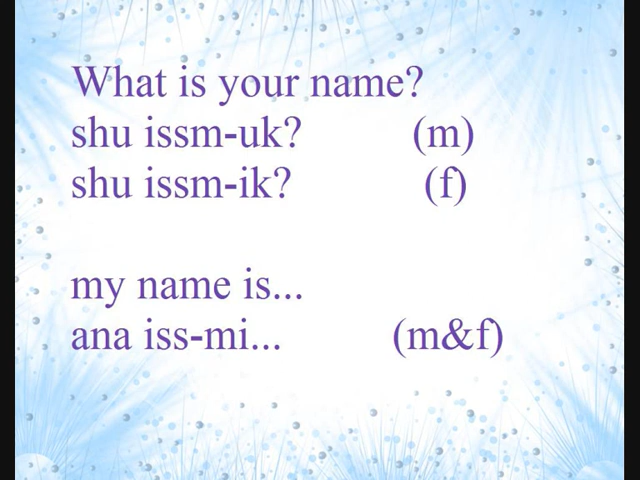 What is your name?
shu issm-uk? (m)
shu issm-ik? (f)
my name is...
ana iss-mi... (m&f)